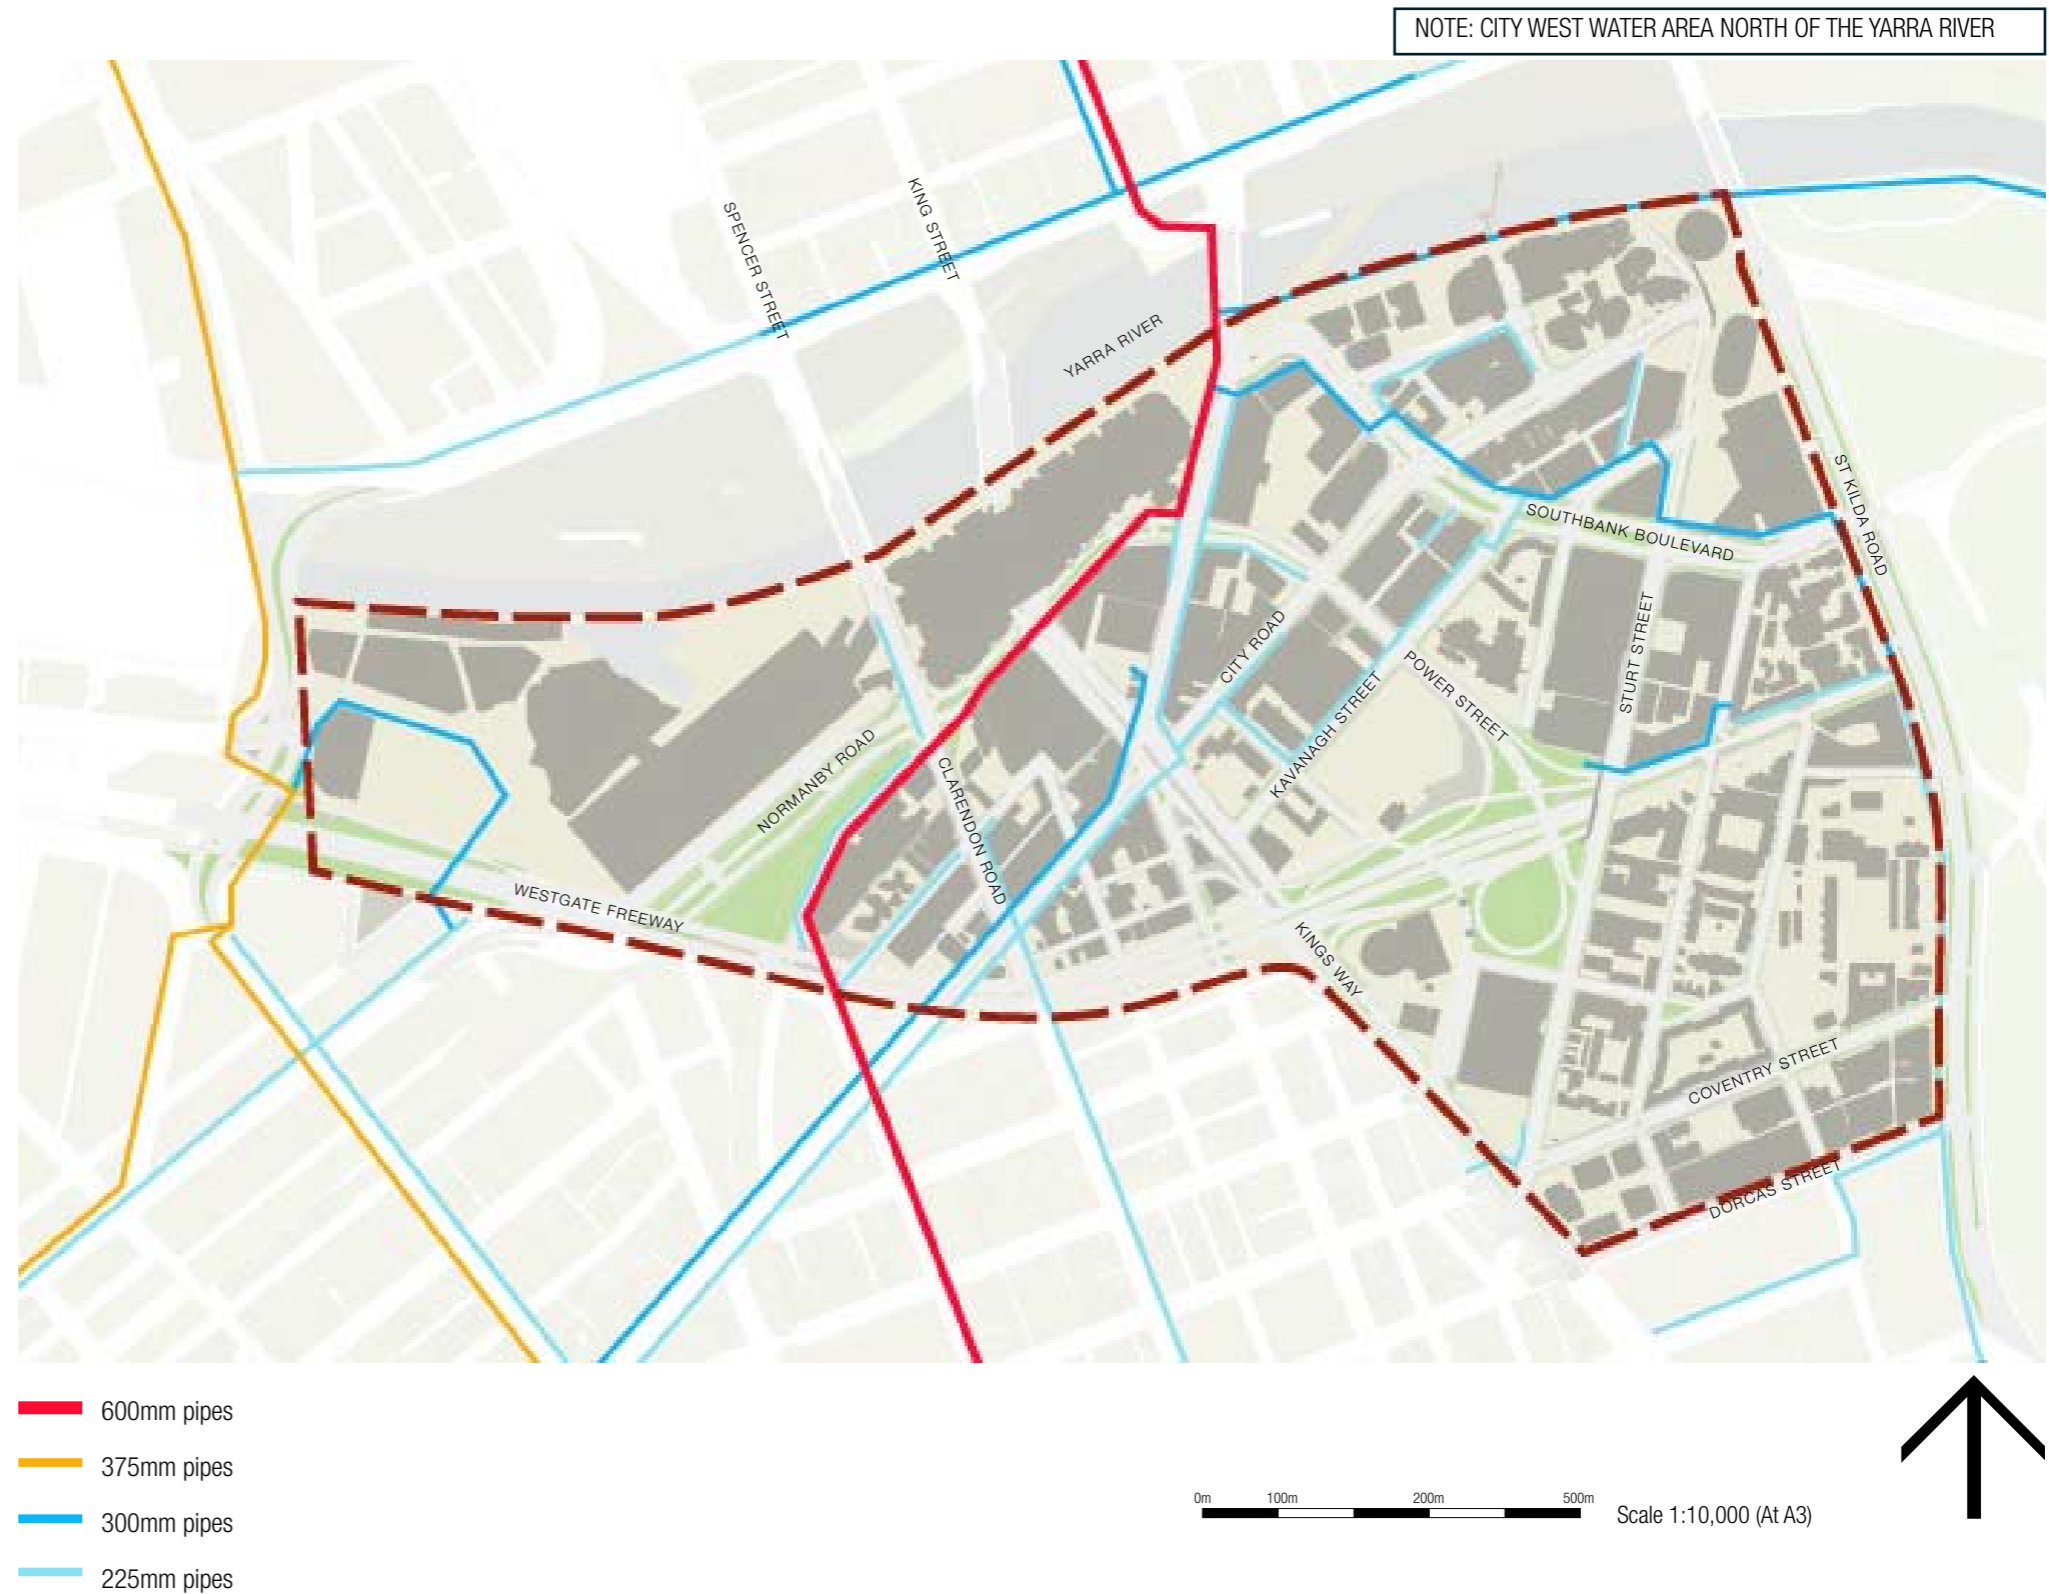 NOTE: CITY WEST WATER AREA NORTH OF THE YARRA RIVER
SPENCER STREET
KING STREET
YARRA RIVER
ST KILDA ROAD
SOUTHBANK BOULEVARD
STURT STREET
CITY ROAD
POWER STREET
KAVANAGH STREET
NORMANBY ROAD
CLARENDON ROAD
WESTGATE FREEWAY
KINGS WAY
COVENTRY STREET
DORCAS STREET
600mm pipes
375mm pipes
300mm pipes
225mm pipes
0m 100m 200m 500m
Scale 1:10,000 (At A3)